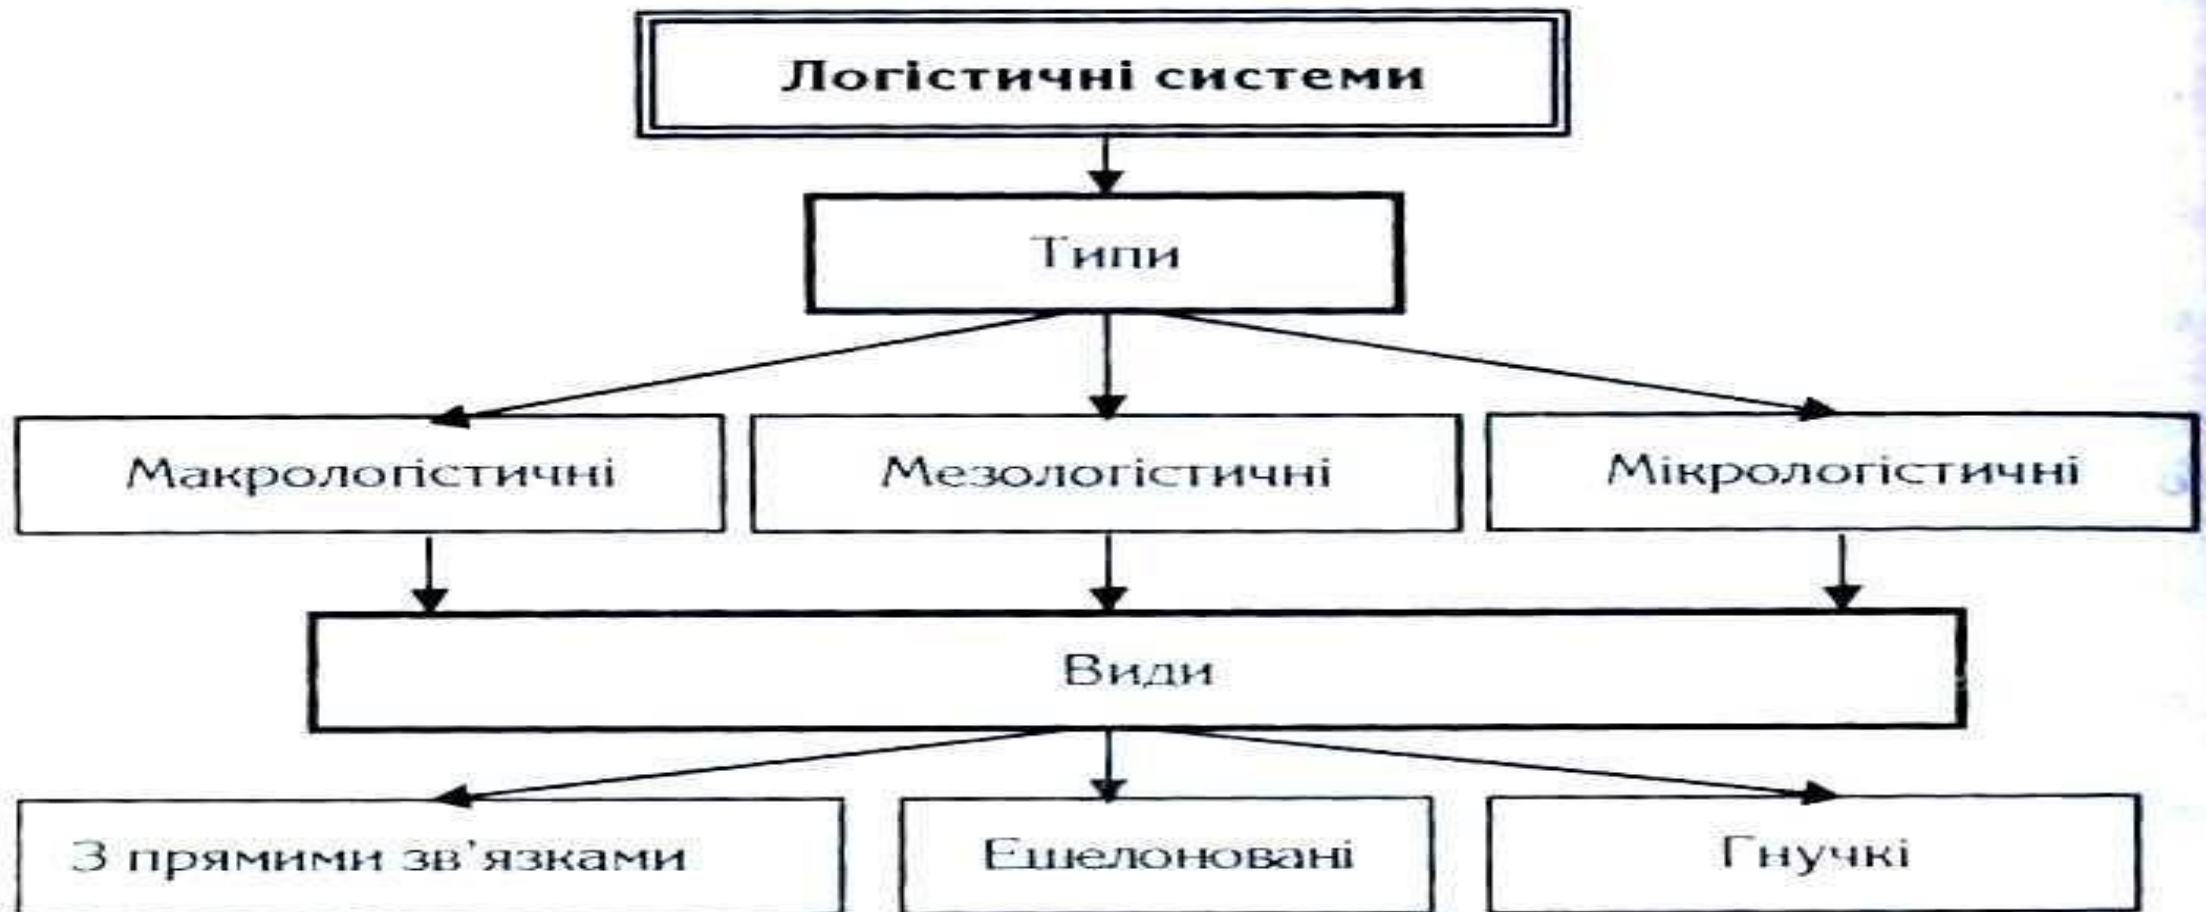 Логістичні системи
Типи
Макрологістичні
Мезологістичні
Мікрологістичні
Види
З прямими зв'язками
Ешелоновані
Гнучкі